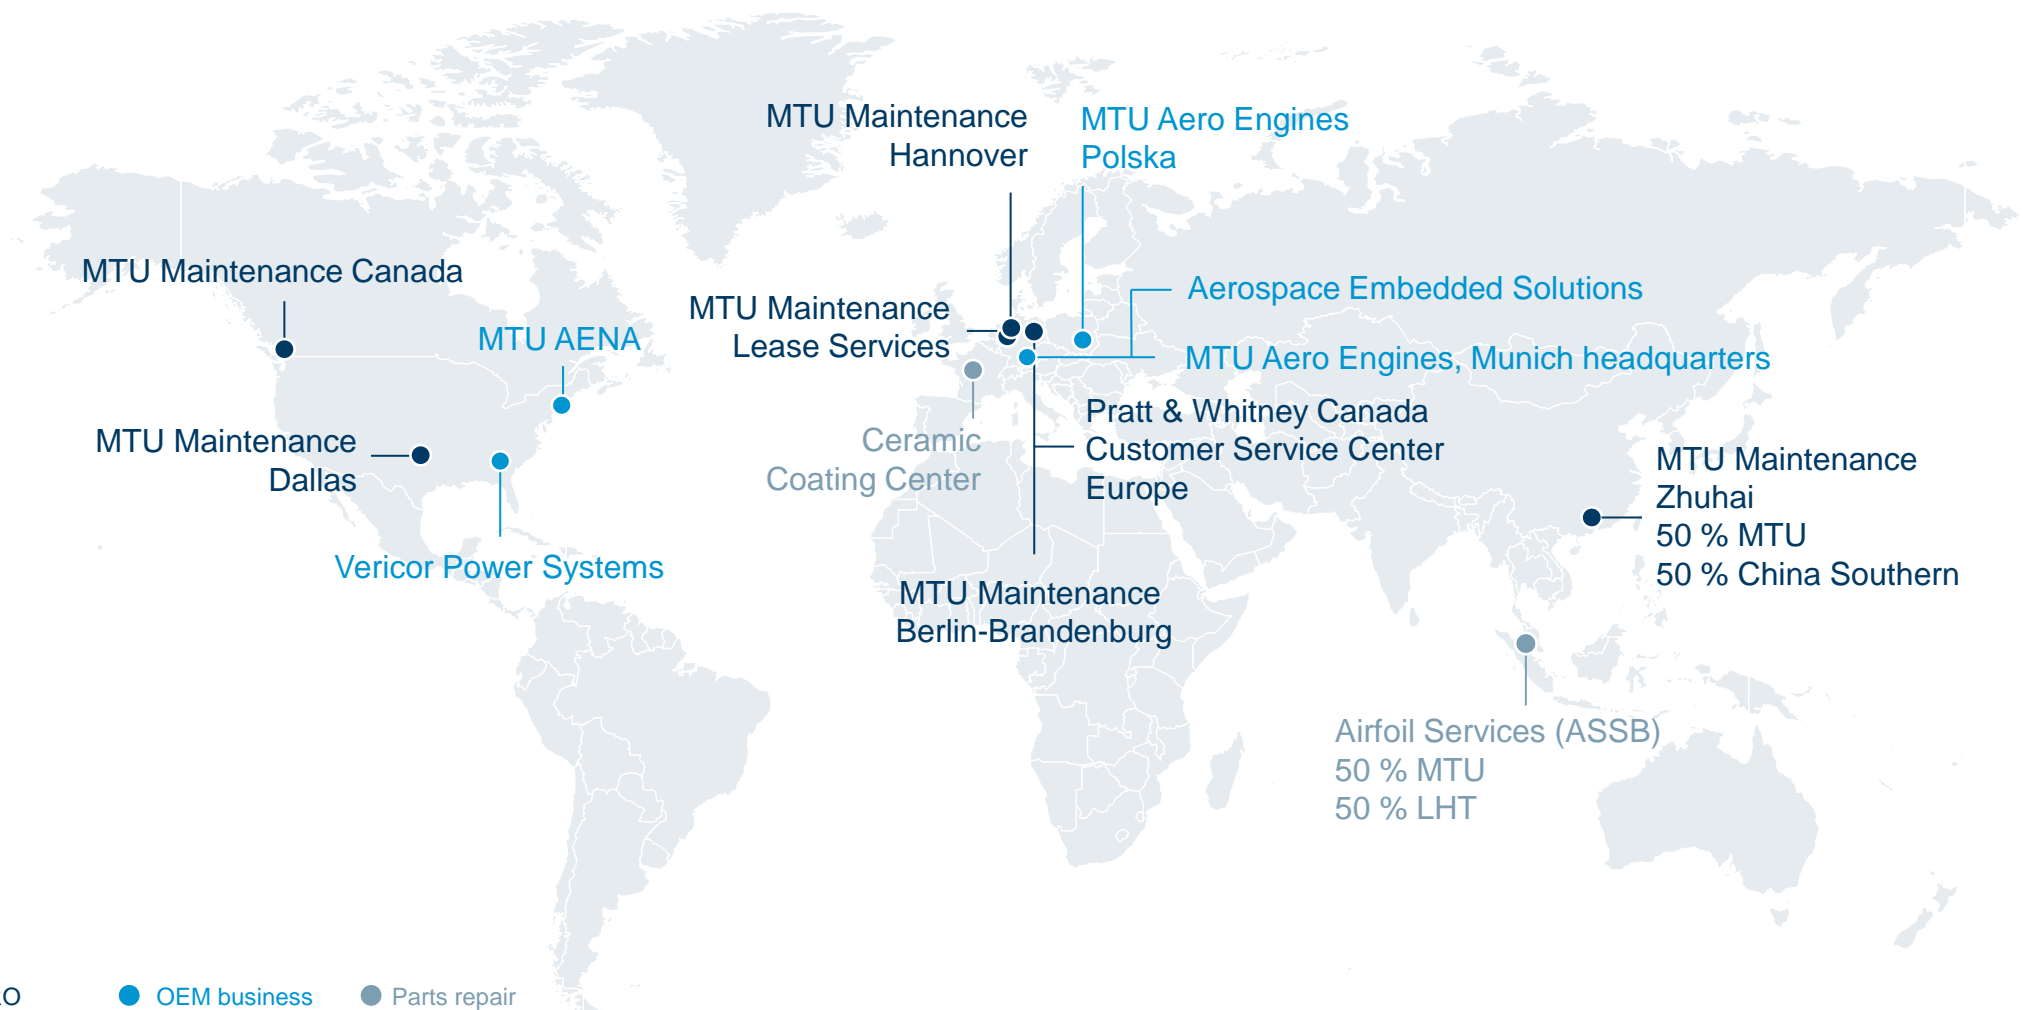 MTU Maintenance
Hannover
MTU Aero Engines
Polska
MTU Maintenance Canada
MTU AENA
MTU Maintenance
Lease Services
Aerospace Embedded Solutions
MTU Aero Engines, Munich headquarters
MTU Maintenance
Dallas
Ceramic
Coating Center
Pratt & Whitney Canada
Customer Service Center
Europe
MTU Maintenance
Zhuhai
50 % MTU
50 % China Southern
Vericor Power Systems
MTU Maintenance
Berlin-Brandenburg
Airfoil Services (ASSB)
50 % MTU
50 % LHT
OEM business
Parts repair